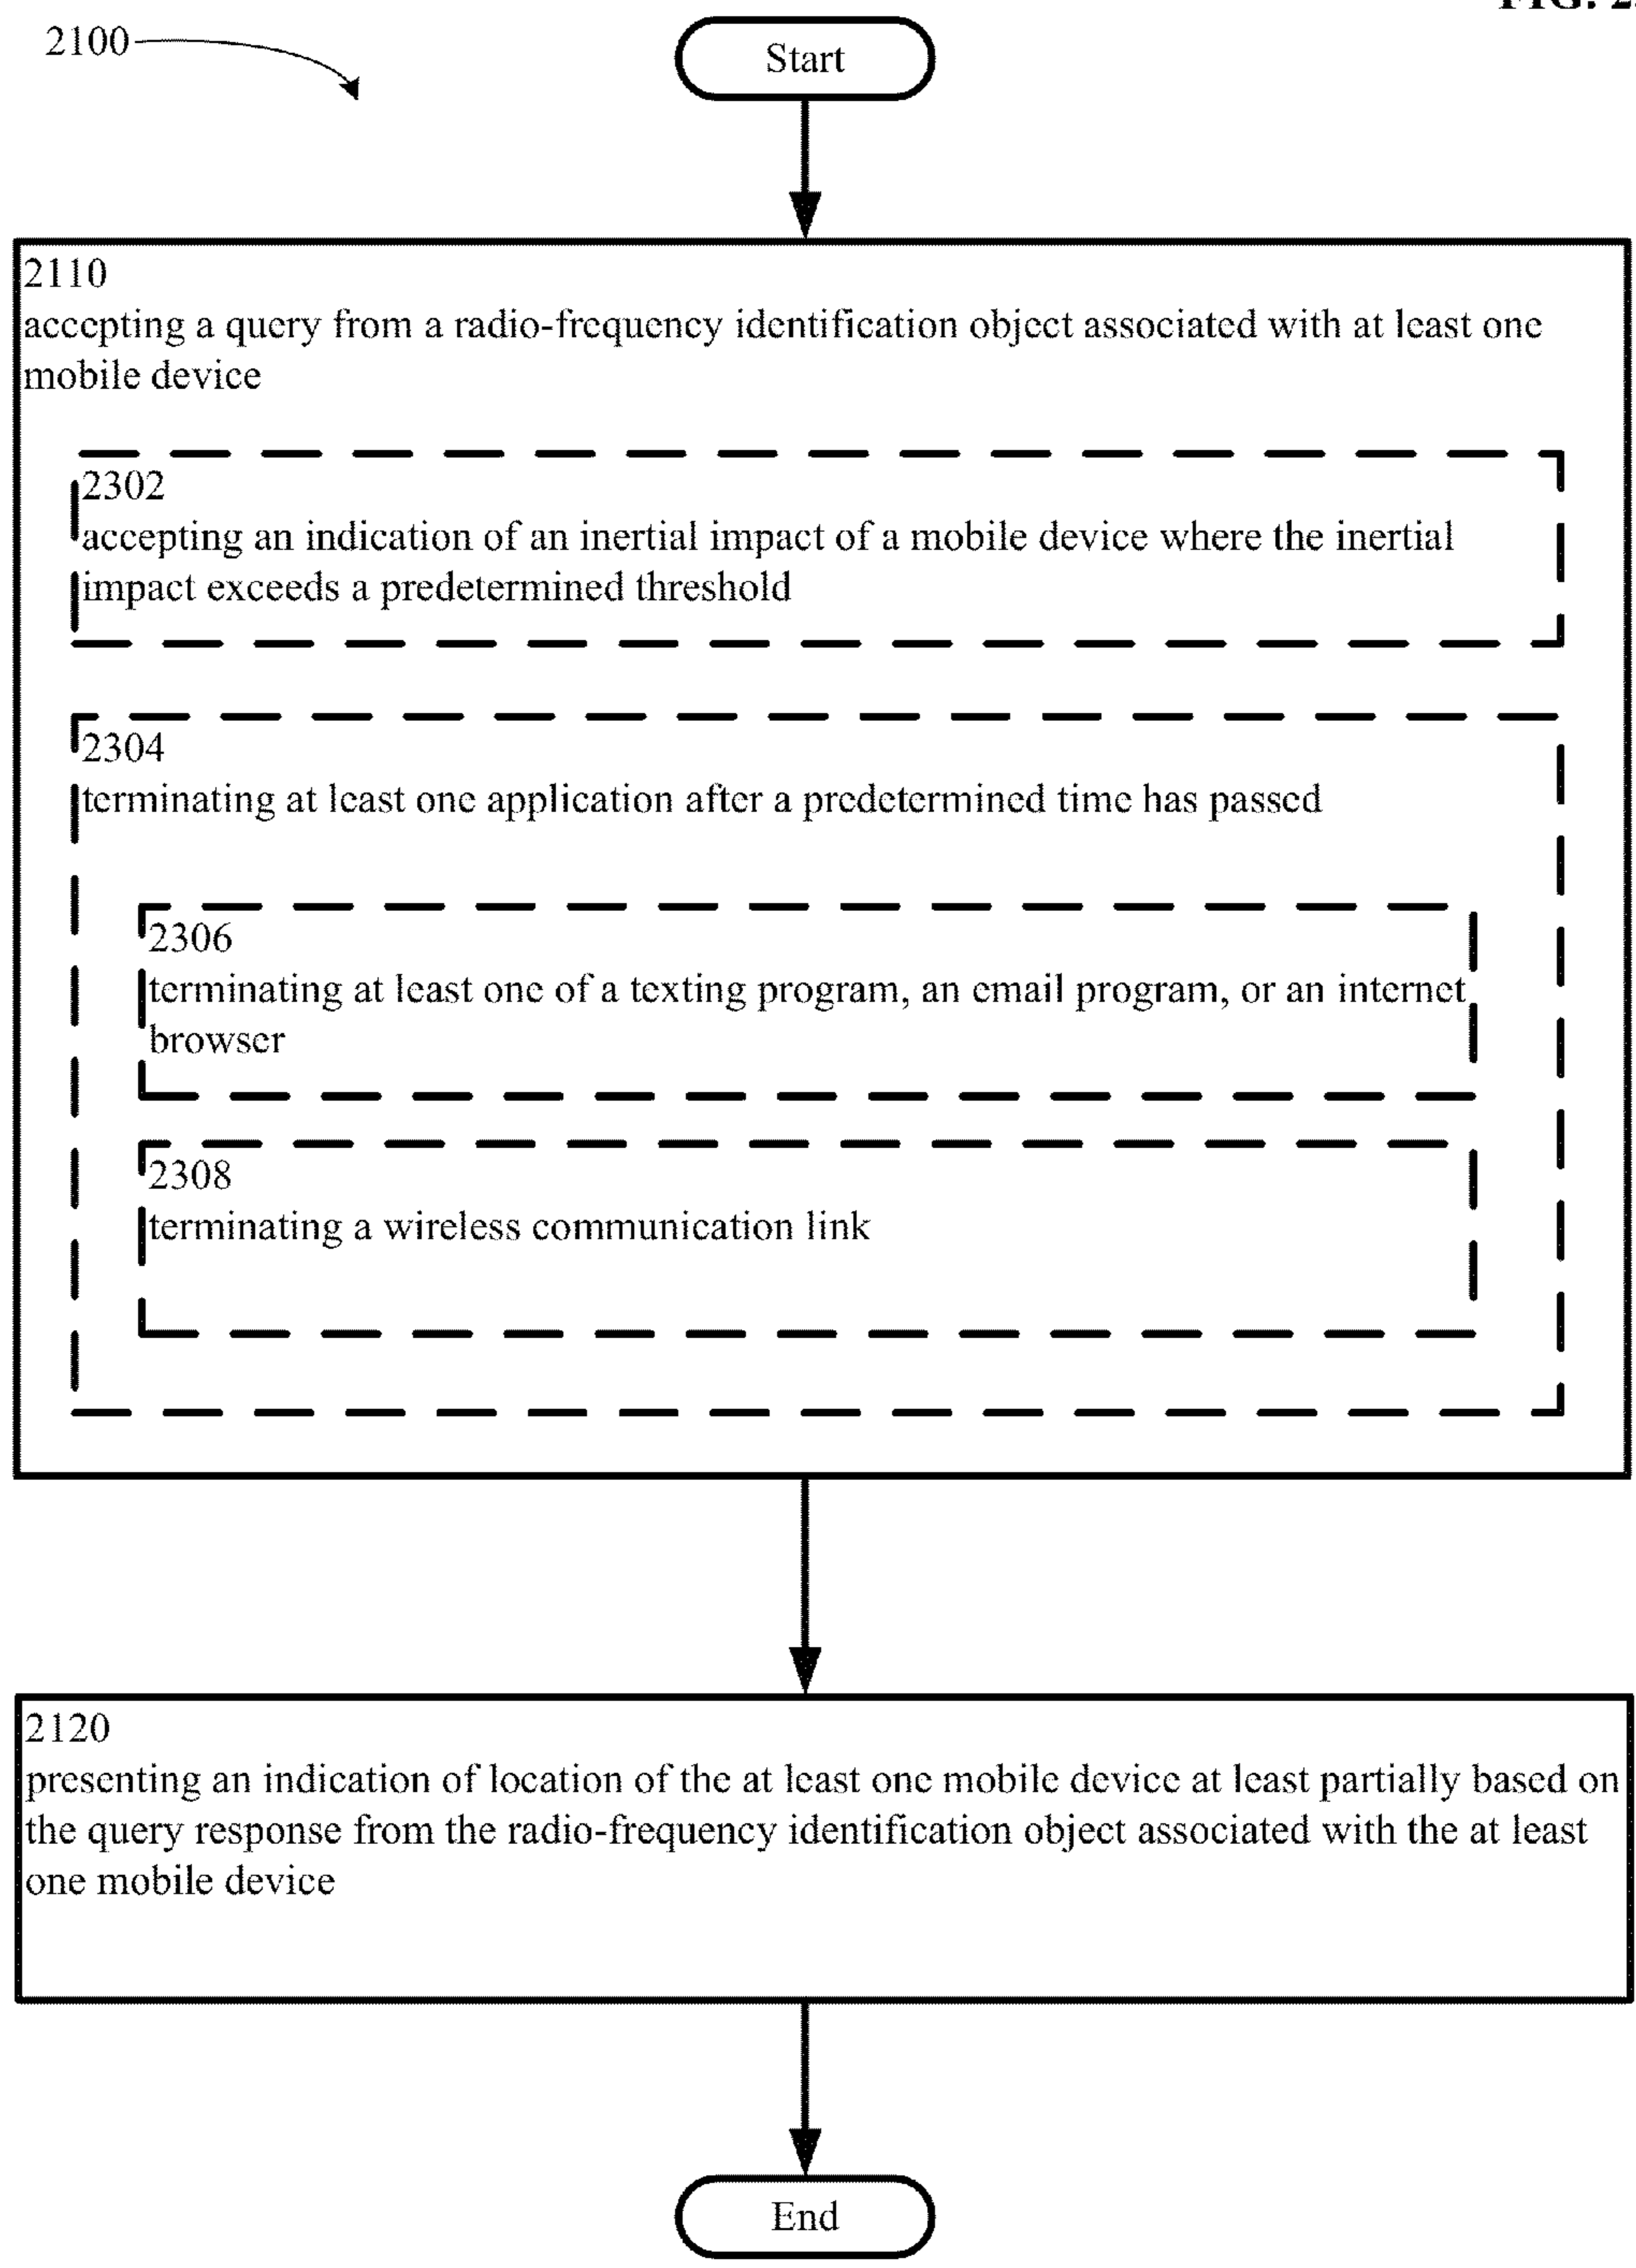 2100
Start
2110
accepting a query from a radio-frequency identification object associated with at least one
mobile device
2302
accepting an indication of an inertial impact of a mobile device where the inertial
impact exceeds a predetermined threshold
2304
terminating at least one application after a predetermined time has passed
2306
terminating at least one of a texting program, an email program, or an internet
browser
2308
terminating a wireless communication link
2120
presenting an indication of location of the at least one mobile device at least partially based on
the query response from the radio-frequency identification object associated with the at least
one mobile device
End